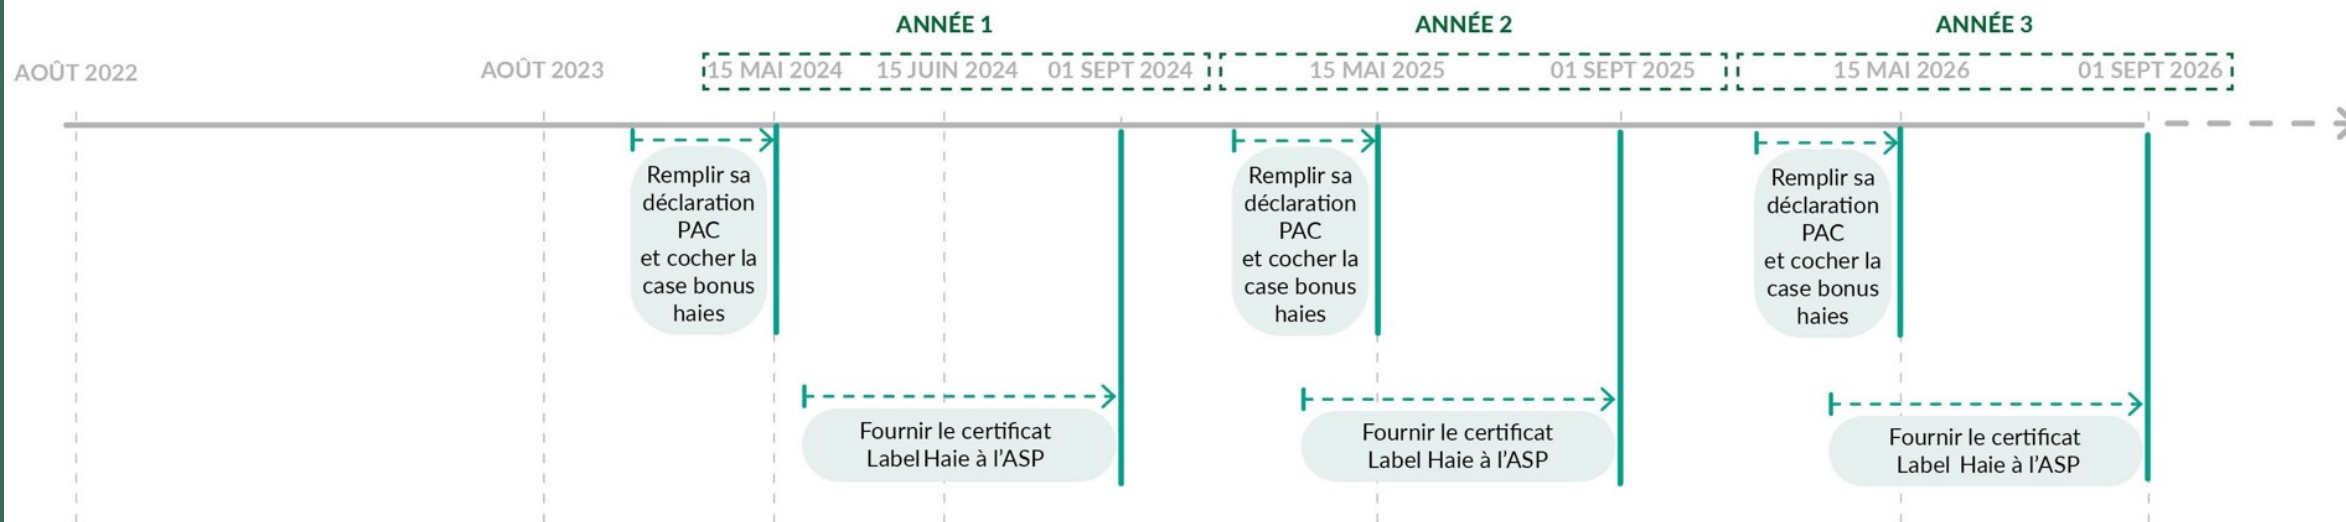 ANNÉE 1
ANNÉE 2
ANNÉE 3
AOÛT 2022
AOÛT 2023
15 MAI 2024
15 JUIN 2024
01 SEPT 2024
15 MAI 2025
01 SEPT 2025
15 MAI 2026
01 SEPT 2026
Remplir sa
déclaration
PAC
et cocher la
case bonus
haies
Remplir sa
déclaration
PAC
et cocher la
case bonus
haies
Remplir sa
déclaration
PAC
et cocher la
case bonus
haies
Fournir le certificat
Label Haie à l'ASP
Fournir le certificat
Label Haie à l'ASP
Fournir le certificat
Label Haie à l'ASP